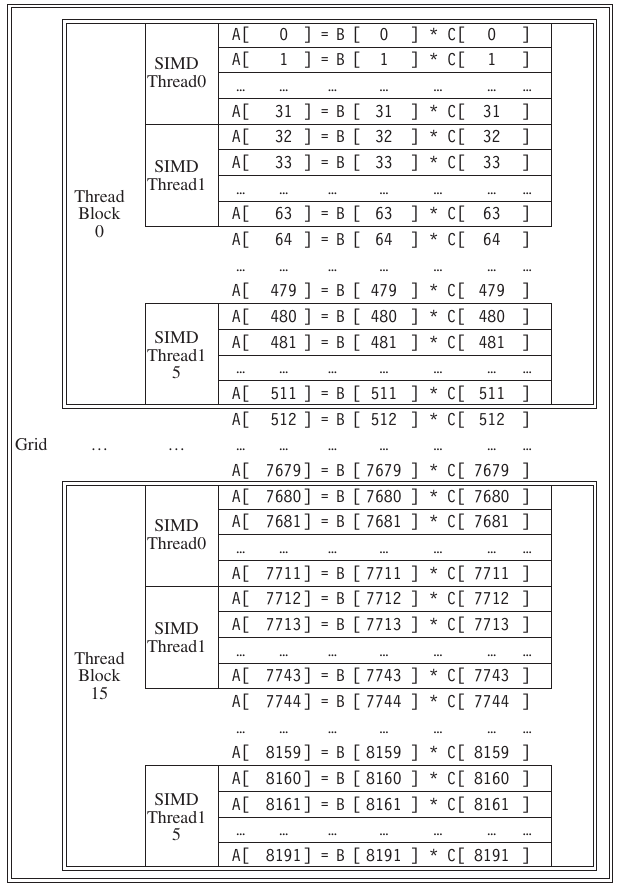 A[ 0 ] = B [ 0 ] * C[ 0 ]
A[ 1 ] = B [ 1 ] * C[ 1 ]
SIMD
Thread0
… … … … … … …
A[ 31 ] = B [ 31 ] * C[ 31 ]
A[ 32 ] = B [ 32 ] * C[ 32 ]
A[ 33 ] = B [ 33 ] * C[ 33 ]
SIMD
Thread1
… … … … … … …
A[ 63 ] = B [ 63 ] * C[ 63 ]
Thread
Block
0
A[ 64 ] = B [ 64 ] * C[ 64 ]
… … … … … … …
A[ 479 ] = B [ 479 ] * C[ 479 ]
A[ 480 ] = B [ 480 ] * C[ 480 ]
A[ 481 ] = B [ 481 ] * C[ 481 ]
SIMD
Thread1
5
… … … … … … …
A[ 511 ] = B [ 511 ] * C[ 511 ]
A[ 512 ] = B [ 512 ] * C[ 512 ]
Grid … … … … … … … … …
A[ 7679] = B [ 7679 ] * C[ 7679 ]
A[ 7680] = B [ 7680 ] * C[ 7680 ]
A[ 7681] = B [ 7681 ] * C[ 7681 ]
SIMD
Thread0
… … … … … … …
A[ 7711] = B [ 7711 ] * C[ 7711 ]
A[ 7712] = B [ 7712 ] * C[ 7712 ]
A[ 7713] = B [ 7713 ] * C[ 7713 ]
SIMD
Thread1
… … … … … … …
A[ 7743] = B [ 7743 ] * C[ 7743 ]
Thread
Block
15
A[ 7744] = B [ 7744 ] * C[ 7744 ]
… … … … … … …
A[ 8159] = B [ 8159 ] * C[ 8159 ]
A[ 8160] = B [ 8160 ] * C[ 8160 ]
A[ 8161] = B [ 8161 ] * C[ 8161 ]
SIMD
Thread1
5
… … … … … … …
A[ 8191] = B [ 8191 ] * C[ 8191 ]